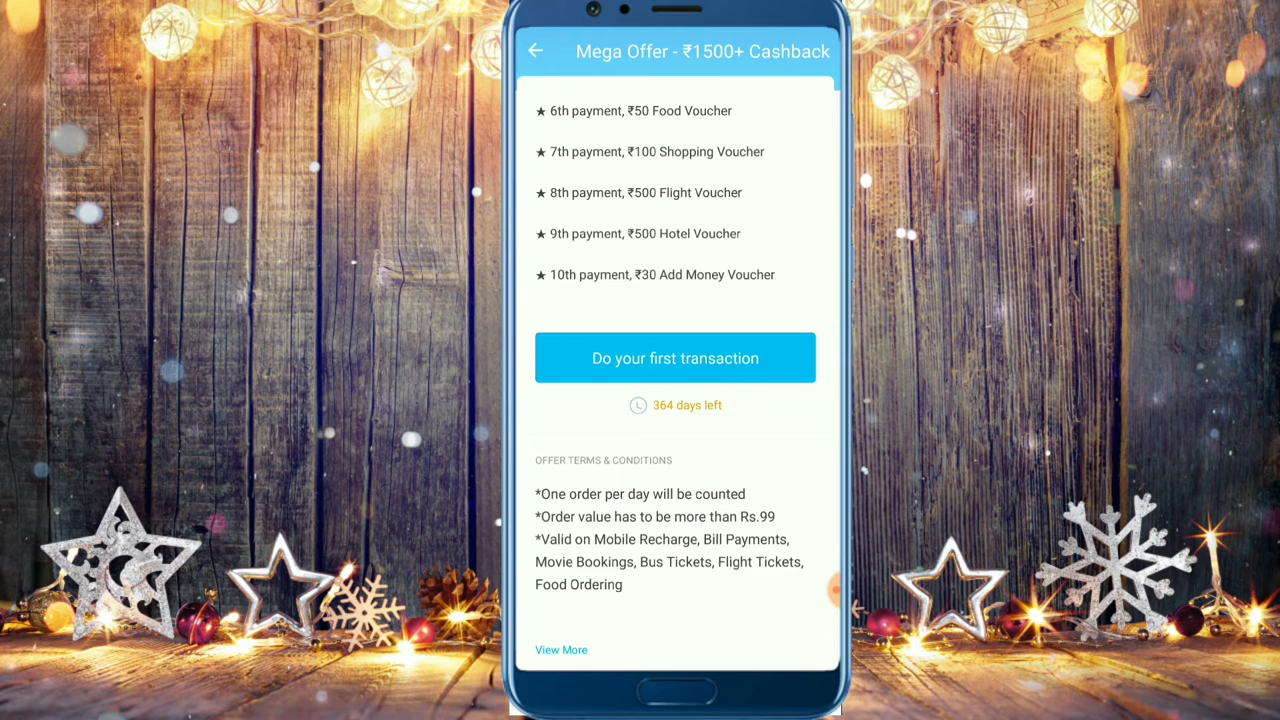 Mega Offer - ₹1500+ Cashback
★ 6th payment, ₹50 Food Voucher
★ 7th payment, ₹100 Shopping Voucher
★ 8th payment, ₹500 Flight Voucher
★ 9th payment, ₹500 Hotel Voucher
★ 10th payment, ₹30 Add Money Voucher
Do your first transaction
364 days left
OFFER TERMS & CONDITIONS
*One order per day will be counted
*Order value has to be more than Rs.99
*Valid on Mobile Recharge, Bill Payments,
Movie Bookings, Bus Tickets, Flight Tickets,
Food Ordering
View More